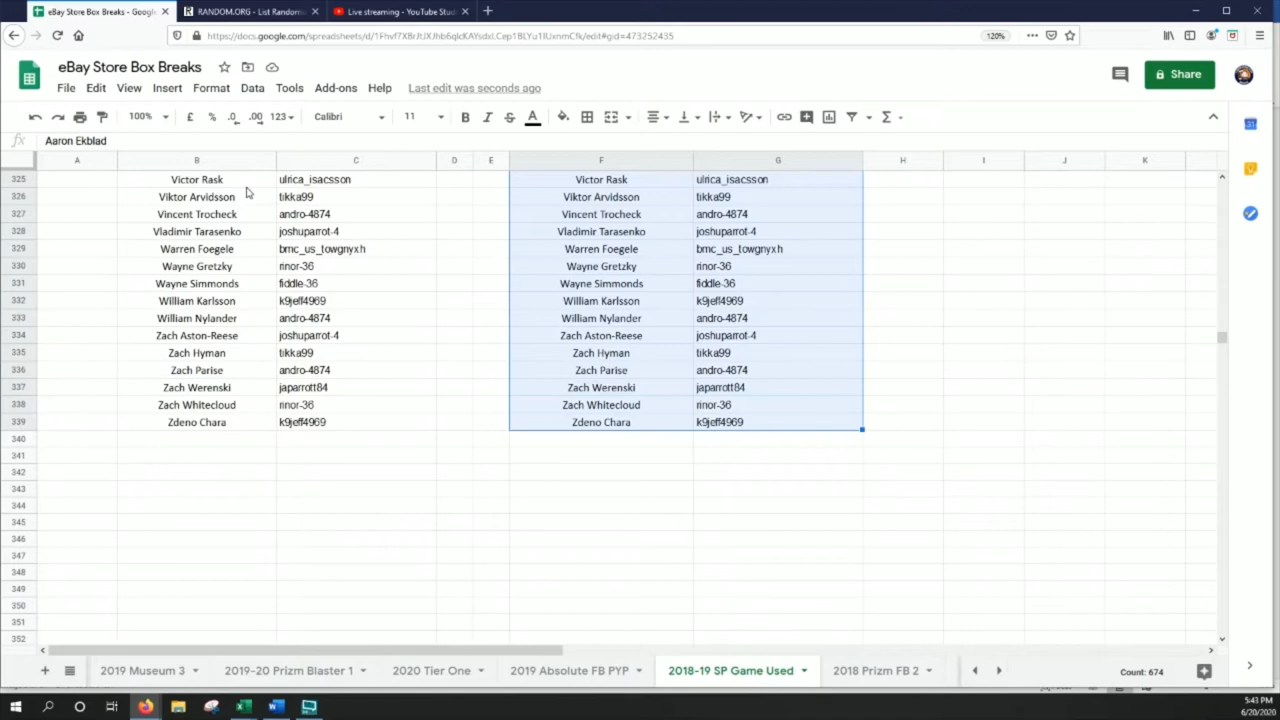 eBay Store Box Breaks - Googl
RANDOM.ORG - List Random
Live streaming - YouTube Stud
https://docs.google.com/spreadsheets/d/
edit#gid=473252435
120%
eBay Store Box Breaks
Share
File Edit View Insert Format Data Tools Add-ons Help Last edit was seconds ago
100% £ % .0 .00 123 Calibri 11 B I S A Σ
fx Aaron Ekblad
A B C D E F G H I J K
325 Victor Rask ulrica_isacsson Victor Rask ulrica_isacsson
326 Viktor Arvidsson tikka99 Viktor Arvidsson tikka99
327 Vincent Trocheck andro-4874 Vincent Trocheck andro-4874
328 Vladimir Tarasenko joshuparrot-4 Vladimir Tarasenko joshuparrot-4
329 Warren Foegele bmc_us_towgnyxh Warren Foegele bmc_us_towgnyxh
330 Wayne Gretzky rinor-36 Wayne Gretzky rinor-36
331 Wayne Simmonds fiddle-36 Wayne Simmonds fiddle-36
332 William Karlsson k9jeff4969 William Karlsson k9jeff4969
333 William Nylander andro-4874 William Nylander andro-4874
334 Zach Aston-Reese joshuparrot-4 Zach Aston-Reese joshuparrot-4
335 Zach Hyman tikka99 Zach Hyman tikka99
336 Zach Parise andro-4874 Zach Parise andro-4874
337 Zach Werenski japarrott84 Zach Werenski japarrott84
338 Zach Whitecloud rinor-36 Zach Whitecloud rinor-36
339 Zdeno Chara k9jeff4969 Zdeno Chara k9jeff4969
340
341
342
343
344
345
346
347
348
349
350
351
352
2019 Museum 3 2019-20 Prizm Blaster 1 2020 Tier One 2019 Absolute FB PYP 2018-19 SP Game Used 2018 Prizm FB 2 Count: 674
5:43 PM
6/20/2020